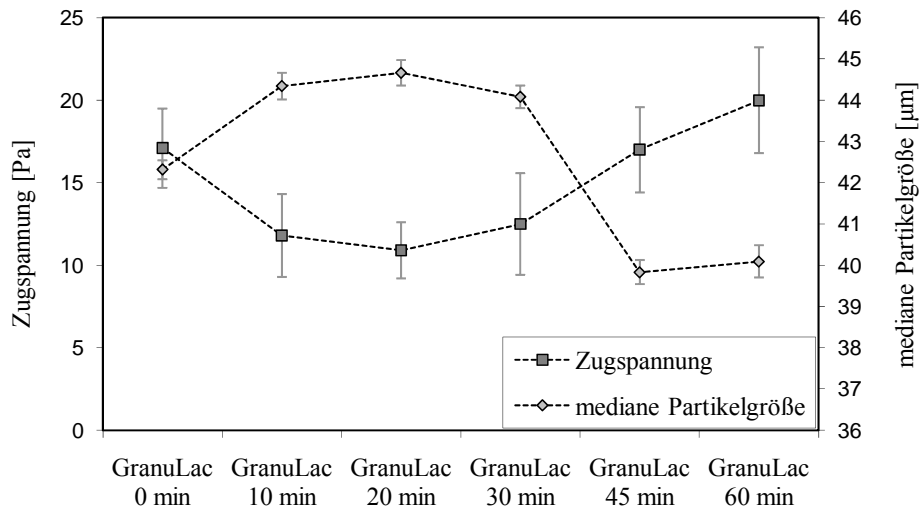 25
20
15
10
5
0
Zugspannung [Pa]
46
45
44
43
42
41
40
39
38
37
36
mediane Partikelgröße [µm]
Zugspannung
mediane Partikelgröße
GranuLac
0 min
GranuLac
10 min
GranuLac
20 min
GranuLac
30 min
GranuLac
45 min
GranuLac
60 min